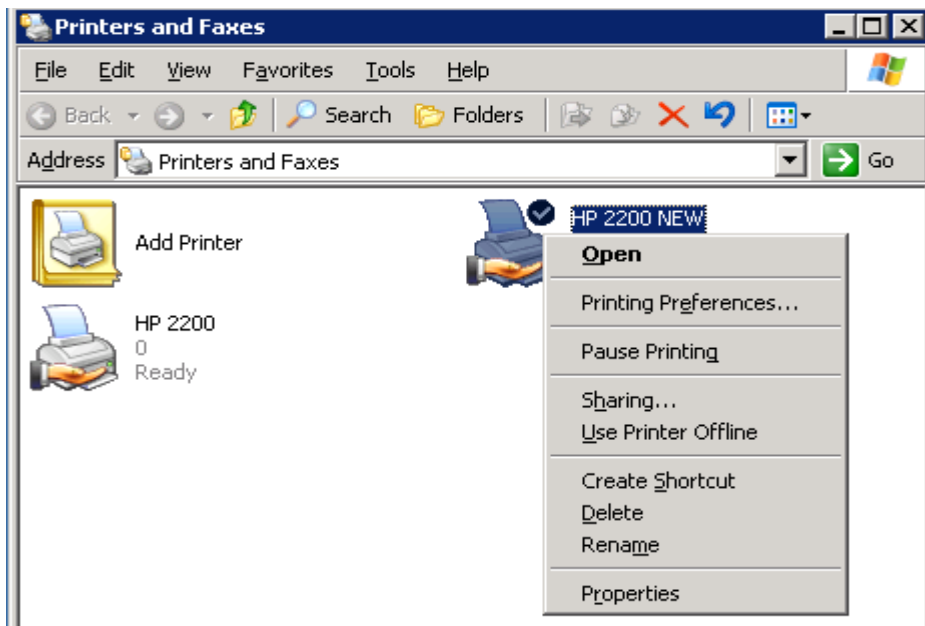 Printers and Faxes
File Edit View Favorites Tools Help
Back Search Folders
Address Printers and Faxes Go
Add Printer
HP 2200
0
Ready
HP 2200 NEW
Open
Printing Preferences...
Pause Printing
Sharing...
Use Printer Offline
Create Shortcut
Delete
Rename
Properties